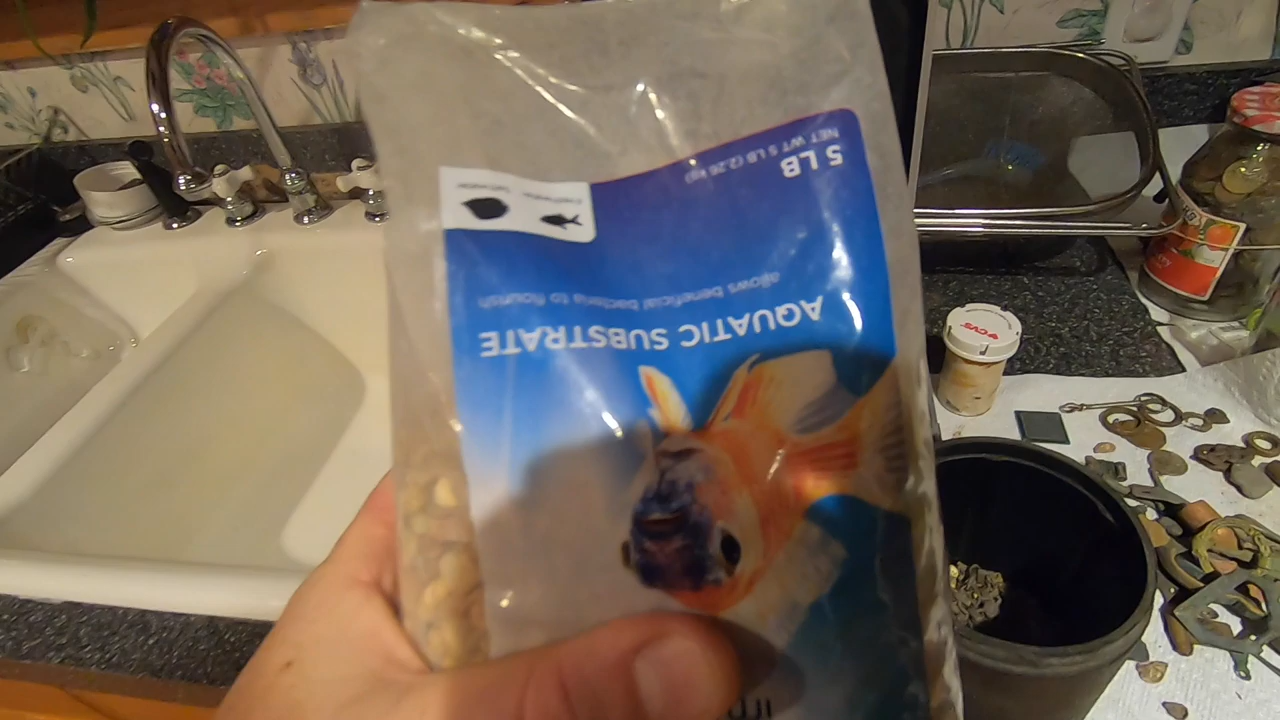 5 LB
NET WT 5 LB (2.26 kg)
AQUATIC SUBSTRATE
allows beneficial bacteria to flourish
CVS